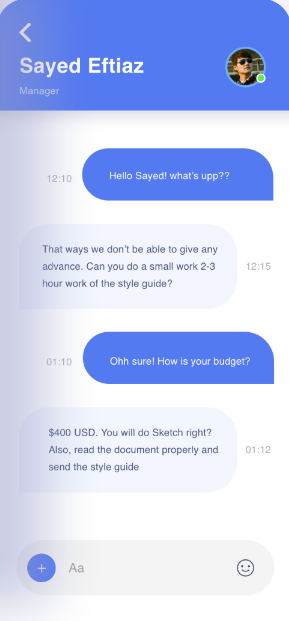 Sayed Eftiaz
Manager
12:10
Hello Sayed! what's upp??
That ways we don't be able to give any
advance. Can you do a small work 2-3
hour work of the style guide?
12:15
01:10
Ohh sure! How is your budget?
$400 USD. You will do Sketch right?
Also, read the document properly and
send the style guide
01:12
+
Aa